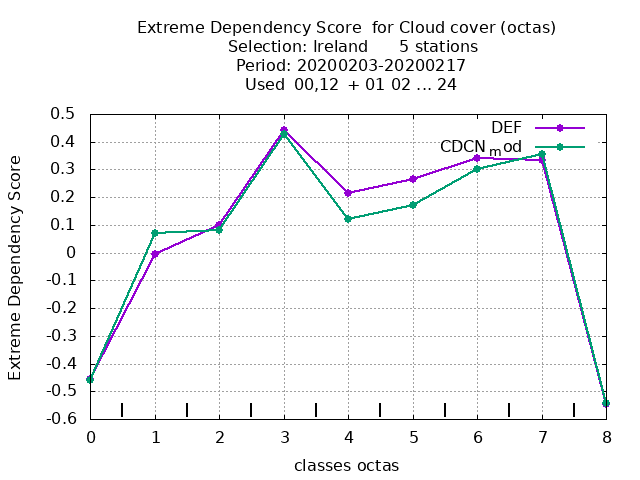 Extreme Dependency Score  for Cloud cover (octas)
Selection: Ireland      5 stations
Period: 20200203-20200217
Used  00,12  + 01 02 ... 24
DEF
CDCN_mod
Extreme Dependency Score
0.5
0.4
0.3
0.2
0.1
0
-0.1
-0.2
-0.3
-0.4
-0.5
-0.6
0 1 2 3 4 5 6 7 8
classes octas